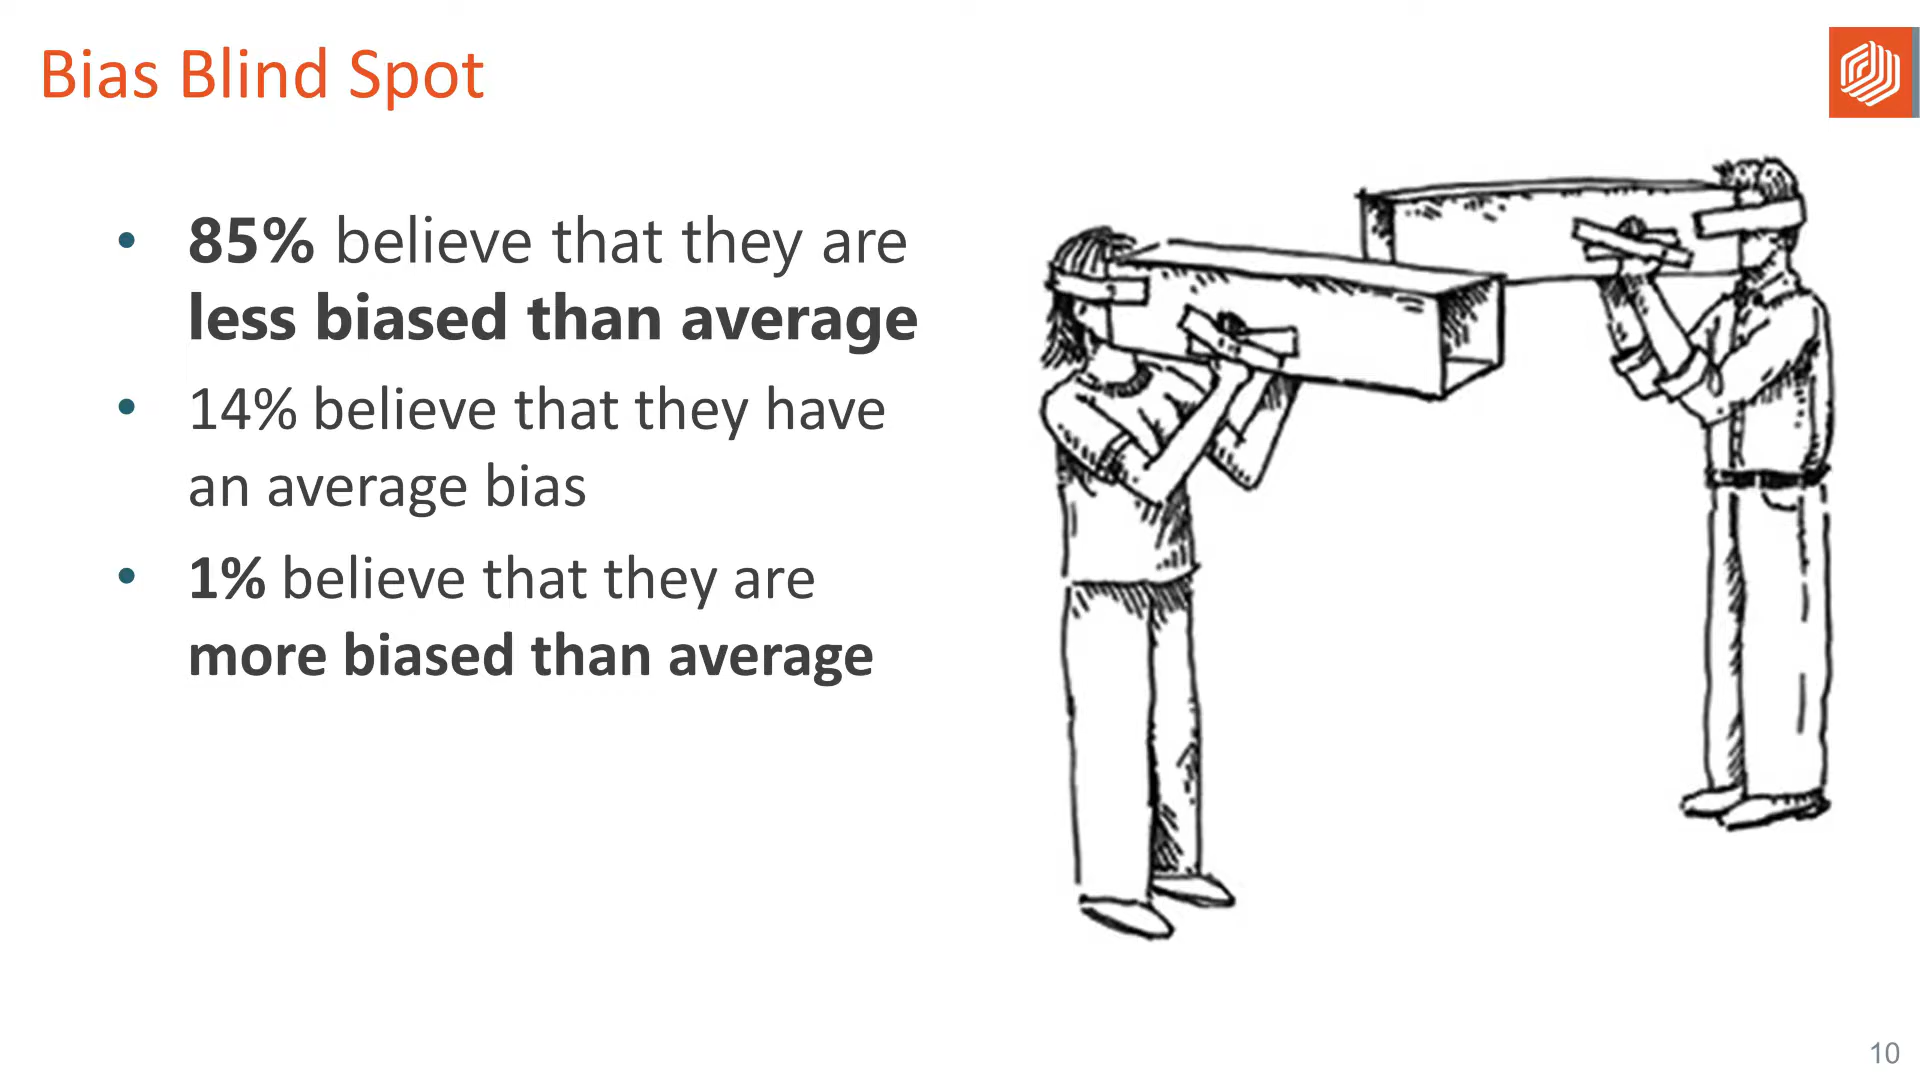 Bias Blind Spot
• 85% believe that they are
less biased than average
• 14% believe that they have
an average bias
• 1% believe that they are
more biased than average
10